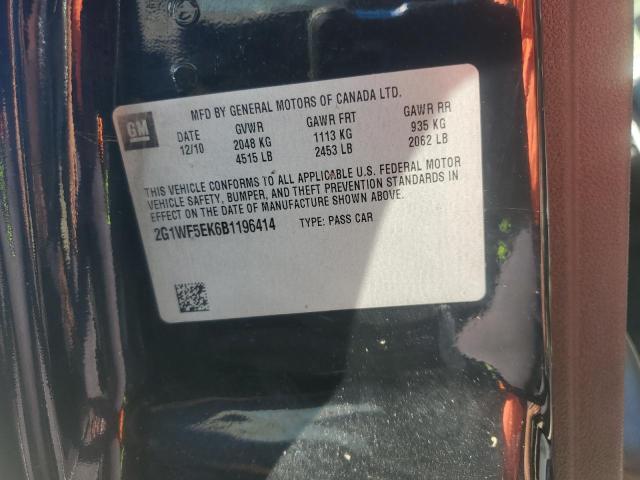 MFD BY GENERAL MOTORS OF CANADA LTD.
GM
DATE GVWR GAWR FRT GAWR RR
12/10 2048 KG 1113 KG 935 KG
4515 LB 2453 LB 2062 LB
THIS VEHICLE CONFORMS TO ALL APPLICABLE U.S. FEDERAL MOTOR
VEHICLE SAFETY, BUMPER, AND THEFT PREVENTION STANDARDS IN
EFFECT ON THE DATE OF MANUFACTURE SHOWN ABOVE.
2G1WF5EK6B1196414 TYPE: PASS CAR